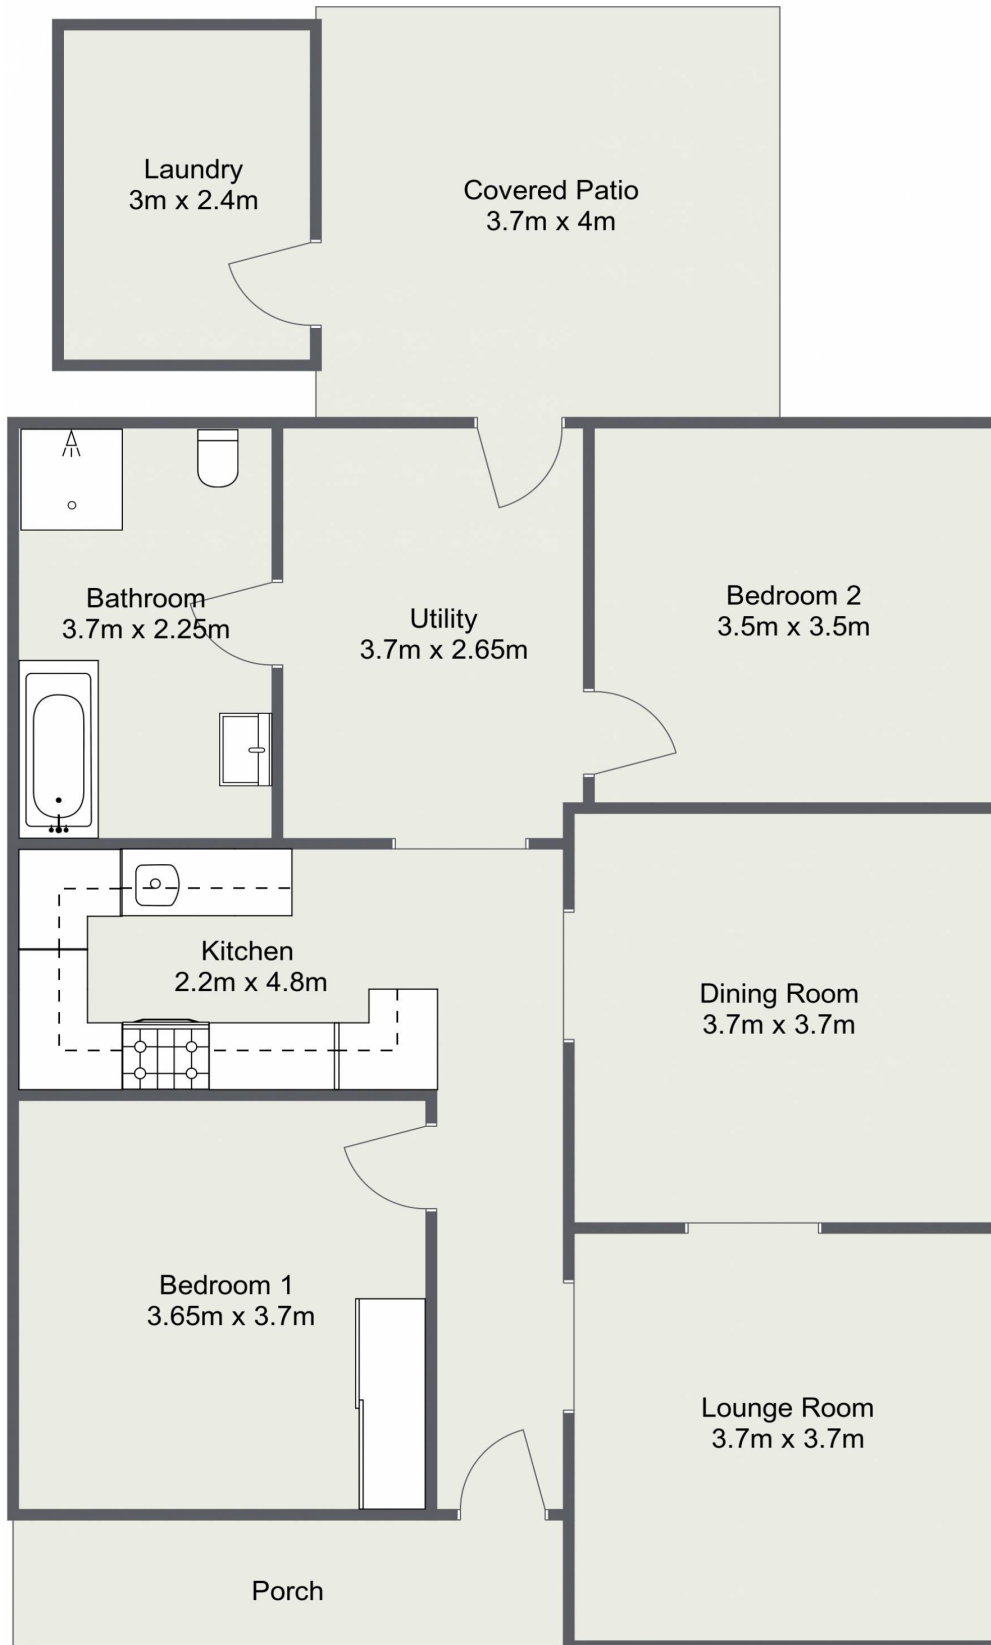 Laundry
3m x 2.4m
Covered Patio
3.7m x 4m
Bathroom
3.7m x 2.25m
Utility
3.7m x 2.65m
Bedroom 2
3.5m x 3.5m
Kitchen
2.2m x 4.8m
Dining Room
3.7m x 3.7m
Bedroom 1
3.65m x 3.7m
Lounge Room
3.7m x 3.7m
Porch